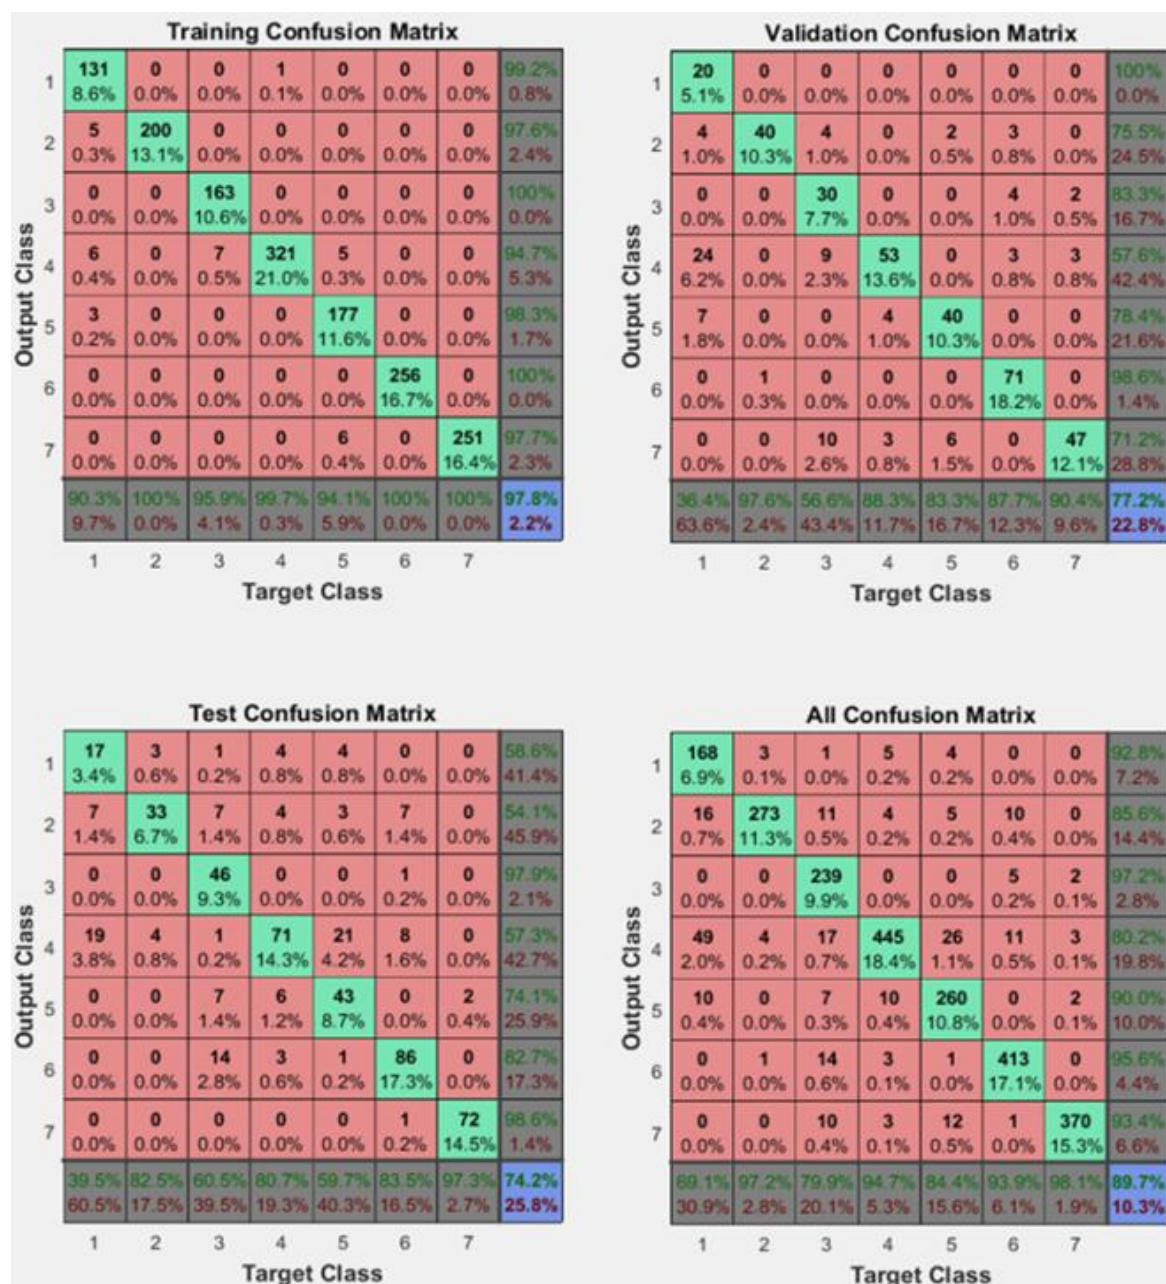 Training Confusion Matrix
Output Class
1
131 0 0 1 0 0 0 99.2%
8.6% 0.0% 0.0% 0.1% 0.0% 0.0% 0.0% 0.8%
2
5 200 0 0 0 0 0 97.6%
0.3% 13.1% 0.0% 0.0% 0.0% 0.0% 0.0% 2.4%
3
0 0 163 0 0 0 0 100%
0.0% 0.0% 10.6% 0.0% 0.0% 0.0% 0.0% 0.0%
4
6 0 7 321 5 0 0 94.7%
0.4% 0.0% 0.5% 21.0% 0.3% 0.0% 0.0% 5.3%
5
3 0 0 0 177 0 0 98.3%
0.2% 0.0% 0.0% 0.0% 11.6% 0.0% 0.0% 1.7%
6
0 0 0 0 0 256 0 100%
0.0% 0.0% 0.0% 0.0% 0.0% 16.7% 0.0% 0.0%
7
0 0 0 0 6 0 251 97.7%
0.0% 0.0% 0.0% 0.0% 0.4% 0.0% 16.4% 2.3%
90.3% 100% 95.9% 99.7% 94.1% 100% 100% 97.8%
9.7% 0.0% 4.1% 0.3% 5.9% 0.0% 0.0% 2.2%
1 2 3 4 5 6 7
Target Class
Validation Confusion Matrix
Output Class
1
20 0 0 0 0 0 0 100%
5.1% 0.0% 0.0% 0.0% 0.0% 0.0% 0.0% 0.0%
2
4 40 4 0 2 3 0 75.5%
1.0% 10.3% 1.0% 0.0% 0.5% 0.8% 0.0% 24.5%
3
0 0 30 0 0 4 2 83.3%
0.0% 0.0% 7.7% 0.0% 0.0% 1.0% 0.5% 16.7%
4
24 0 9 53 0 3 3 57.6%
6.2% 0.0% 2.3% 13.6% 0.0% 0.8% 0.8% 42.4%
5
7 0 0 4 40 0 0 78.4%
1.8% 0.0% 0.0% 1.0% 10.3% 0.0% 0.0% 21.6%
6
0 1 0 0 0 71 0 98.6%
0.0% 0.3% 0.0% 0.0% 0.0% 18.2% 0.0% 1.4%
7
0 0 10 3 6 0 47 71.2%
0.0% 0.0% 2.6% 0.8% 1.5% 0.0% 12.1% 28.8%
36.4% 97.6% 56.6% 88.3% 83.3% 87.7% 90.4% 77.2%
63.6% 2.4% 43.4% 11.7% 16.7% 12.3% 9.6% 22.8%
1 2 3 4 5 6 7
Target Class
Test Confusion Matrix
Output Class
1
17 3 1 4 4 0 0 58.6%
3.4% 0.6% 0.2% 0.8% 0.8% 0.0% 0.0% 41.4%
2
7 33 7 4 3 7 0 54.1%
1.4% 6.7% 1.4% 0.8% 0.6% 1.4% 0.0% 45.9%
3
0 0 46 0 0 1 0 97.9%
0.0% 0.0% 9.3% 0.0% 0.0% 0.2% 0.0% 2.1%
4
19 4 1 71 21 8 0 57.3%
3.8% 0.8% 0.2% 14.3% 4.2% 1.6% 0.0% 42.7%
5
0 0 7 6 43 0 2 74.1%
0.0% 0.0% 1.4% 1.2% 8.7% 0.0% 0.4% 25.9%
6
0 0 14 3 1 86 0 82.7%
0.0% 0.0% 2.8% 0.6% 0.2% 17.3% 0.0% 17.3%
7
0 0 0 0 0 1 72 98.6%
0.0% 0.0% 0.0% 0.0% 0.0% 0.2% 14.5% 1.4%
39.5% 82.5% 60.5% 80.7% 59.7% 83.5% 97.3% 74.2%
60.5% 17.5% 39.5% 19.3% 40.3% 16.5% 2.7% 25.8%
1 2 3 4 5 6 7
Target Class
All Confusion Matrix
Output Class
1
168 3 1 5 4 0 0 92.8%
6.9% 0.1% 0.0% 0.2% 0.2% 0.0% 0.0% 7.2%
2
16 273 11 4 5 10 0 85.6%
0.7% 11.3% 0.5% 0.2% 0.2% 0.4% 0.0% 14.4%
3
0 0 239 0 0 5 2 97.2%
0.0% 0.0% 9.9% 0.0% 0.0% 0.2% 0.1% 2.8%
4
49 4 17 445 26 11 3 80.2%
2.0% 0.2% 0.7% 18.4% 1.1% 0.5% 0.1% 19.8%
5
10 0 7 10 260 0 2 90.0%
0.4% 0.0% 0.3% 0.4% 10.8% 0.0% 0.1% 10.0%
6
0 1 14 3 1 413 0 95.6%
0.0% 0.0% 0.6% 0.1% 0.0% 17.1% 0.0% 4.4%
7
0 0 10 3 12 1 370 93.4%
0.0% 0.0% 0.4% 0.1% 0.5% 0.0% 15.3% 6.6%
69.1% 97.2% 79.9% 94.7% 84.4% 93.9% 98.1% 89.7%
30.9% 2.8% 20.1% 5.3% 15.6% 6.1% 1.9% 10.3%
1 2 3 4 5 6 7
Target Class